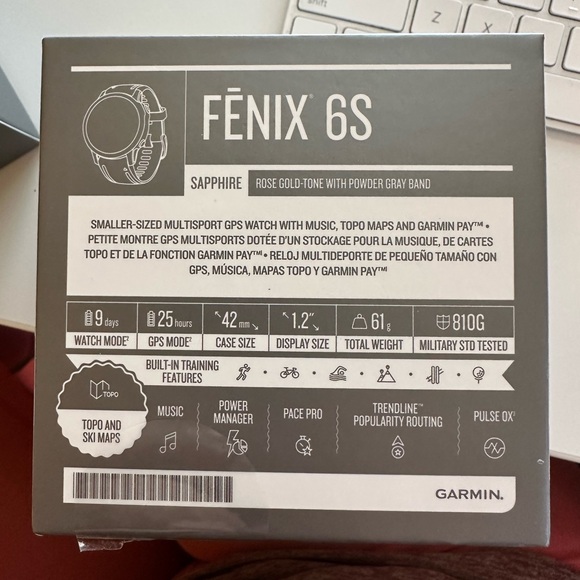 shift
Z
X
FĒNIX® 6S
SAPPHIRE ROSE GOLD-TONE WITH POWDER GRAY BAND
SMALLER-SIZED MULTISPORT GPS WATCH WITH MUSIC, TOPO MAPS AND GARMIN PAY™ •
PETITE MONTRE GPS MULTISPORTS DOTÉE D'UN STOCKAGE POUR LA MUSIQUE, DE CARTES
TOPO ET DE LA FONCTION GARMIN PAY™ • RELOJ MULTIDEPORTE DE PEQUEÑO TAMAÑO CON
GPS, MÚSICA, MAPAS TOPO Y GARMIN PAY™
9 days 25 hours 42 mm 1.2″ 61 g 810G
WATCH MODE¹ GPS MODE² CASE SIZE DISPLAY SIZE TOTAL WEIGHT MILITARY STD TESTED
BUILT-IN TRAINING
FEATURES
TOPO
TOPO AND
SKI MAPS
MUSIC
POWER
MANAGER
PACE PRO
TRENDLINE™
POPULARITY ROUTING
PULSE OX³
GARMIN.